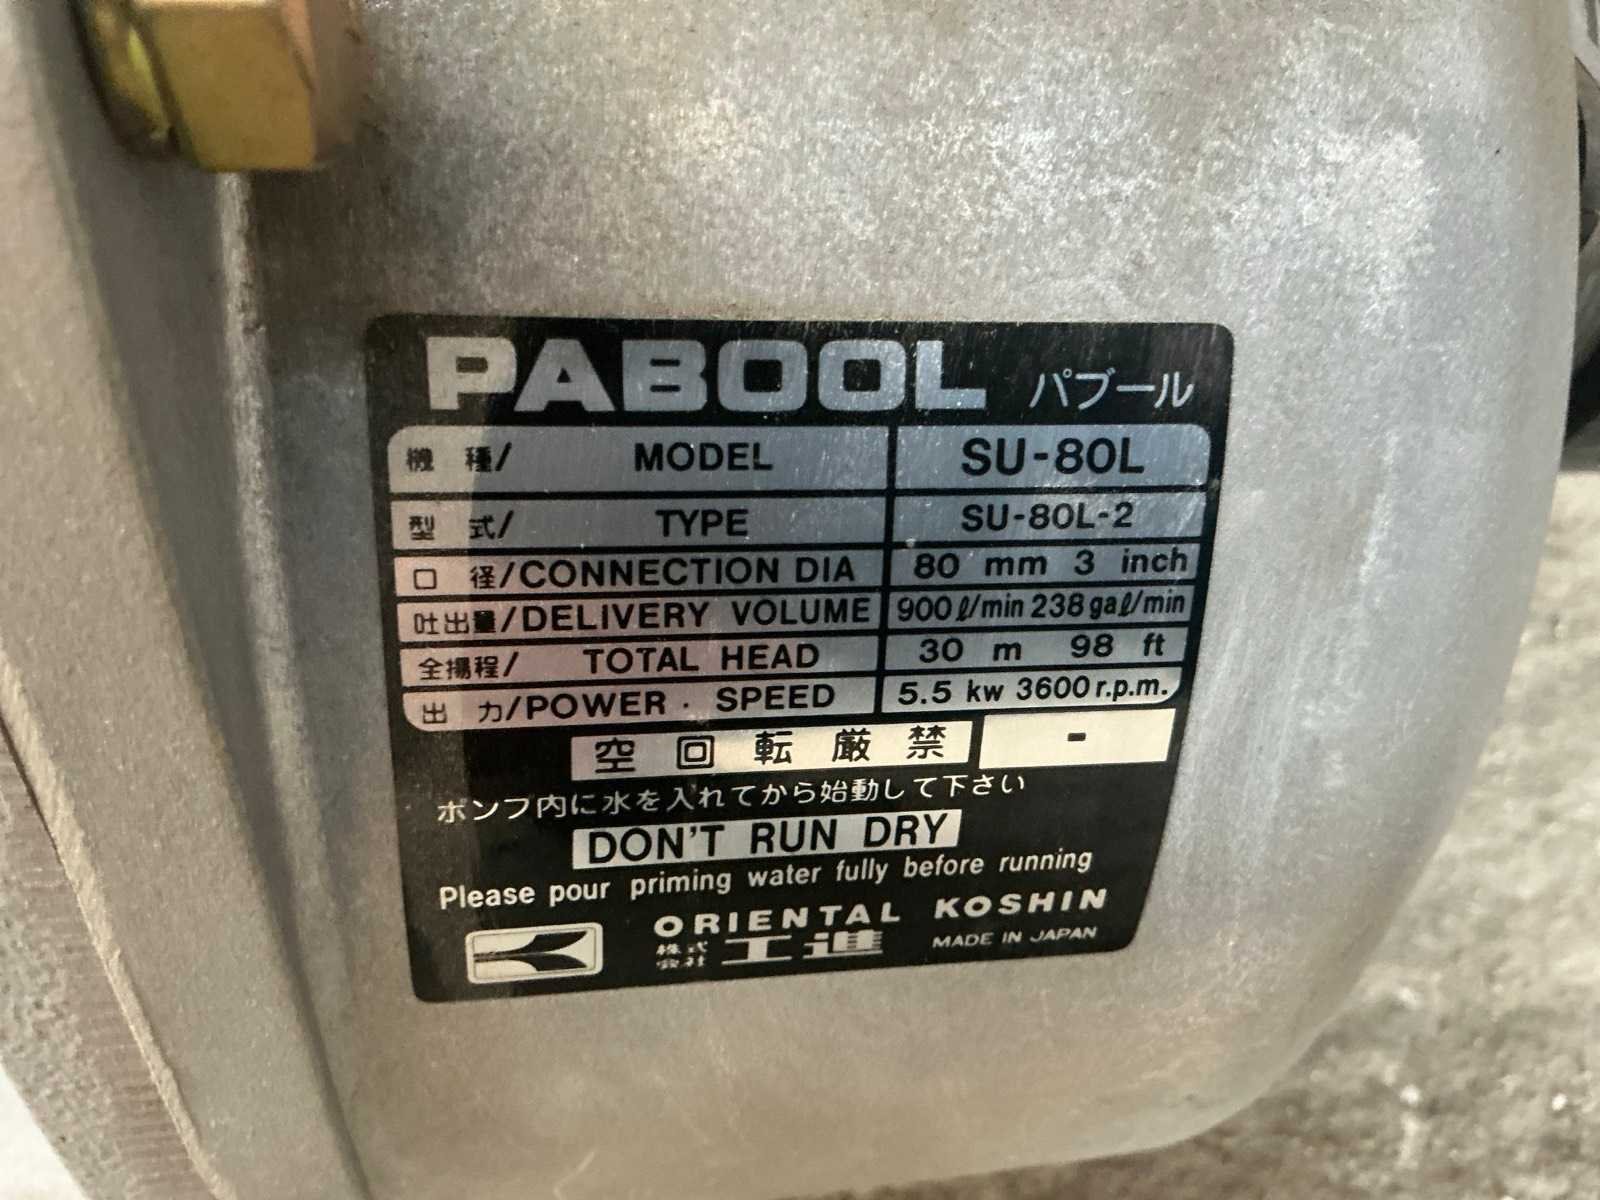 PABOOL パブール
機種/ MODEL SU-80L
型式/ TYPE SU-80L-2
口径/CONNECTION DIA 80 mm 3 inch
吐出量/DELIVERY VOLUME 900ℓ/min 238gaℓ/min
全揚程/ TOTAL HEAD 30 m 98 ft
出力/POWER · SPEED 5.5 kw 3600r.p.m.
空回転厳禁 -
ポンプ内に水を入れてから始動して下さい
DON'T RUN DRY
Please pour priming water fully before running
ORIENTAL KOSHIN
株式会社 工進 MADE IN JAPAN